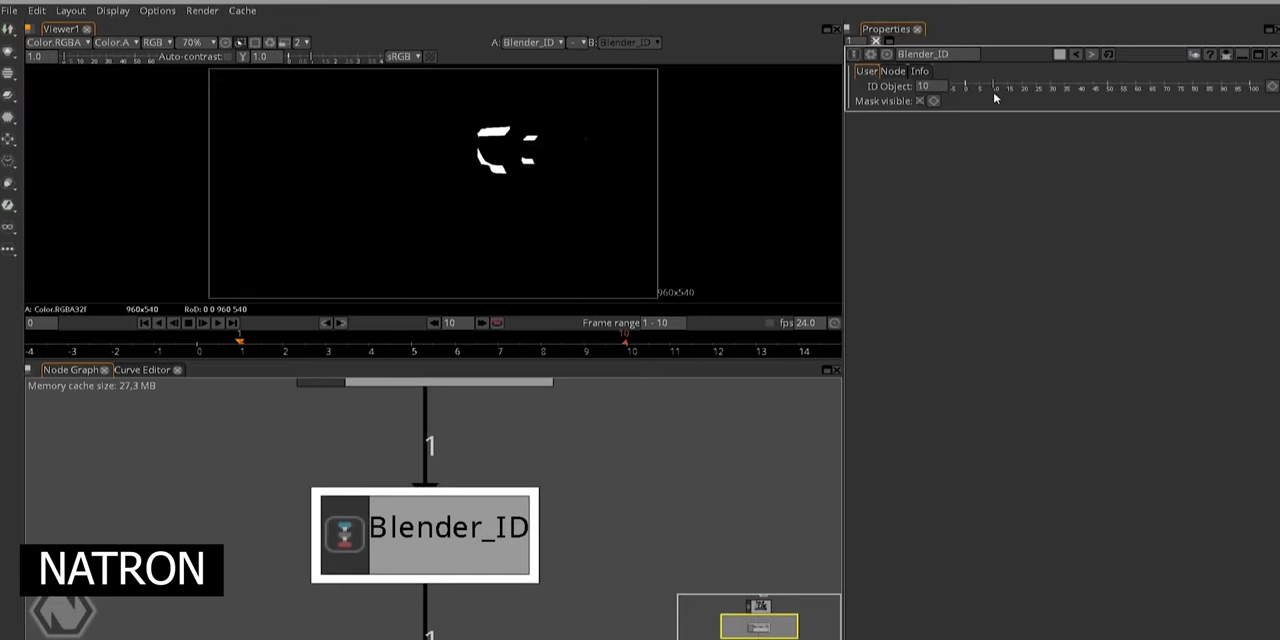 File Edit Layout Display Options Render Cache
Viewer1
Properties
Color.RGBA Color.A RGB 70% 2 A: Blender_ID - B: Blender_ID
1
1.0 Auto-contrast: Y 1.0 sRGB
Blender_ID
User Node Info
ID Object: 10
Mask visible:
960x540
A: Color.RGBA32f 960x540 RoD: 0 0 960 540
0 10 Frame range 1 - 10 fps 24.0
1 10
-4 -3 -2 -1 0 1 2 3 4 5 6 7 8 9 10 11 12 13 14
Node Graph Curve Editor
Memory cache size: 27,3 MB
1
Blender_ID
NATRON
1